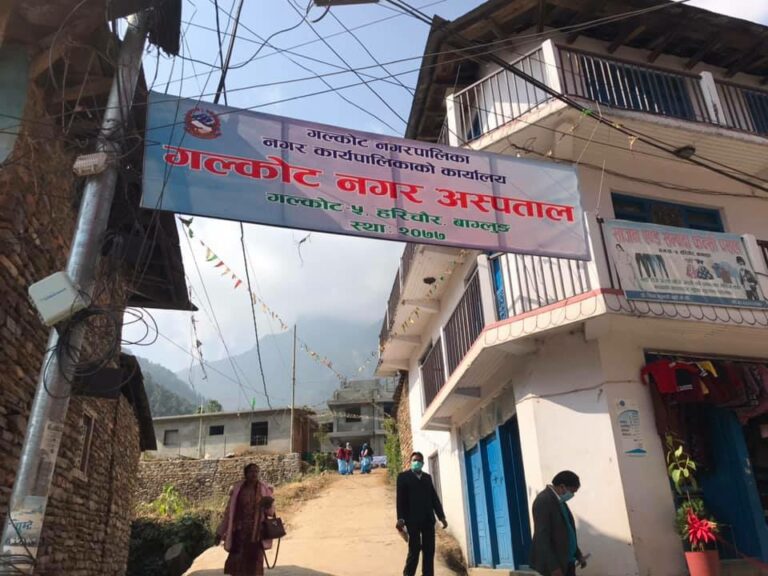 गल्कोट नगरपालिका
नगर कार्यपालिकाको कार्यालय
गल्कोट नगर अस्पताल
गल्कोट-५, हरिचौर, बाग्लुङ
स्था: २०७७